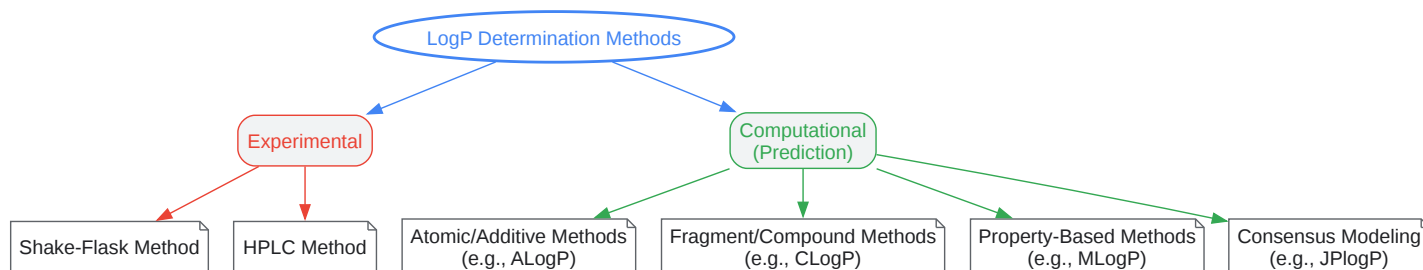 LogP Determination Methods
Experimental
Computational
(Prediction)
Shake-Flask Method
HPLC Method
Atomic/Additive Methods
(e.g., ALogP)
Fragment/Compound Methods
(e.g., CLogP)
Property-Based Methods
(e.g., MLogP)
Consensus Modeling
(e.g., JPlogP)